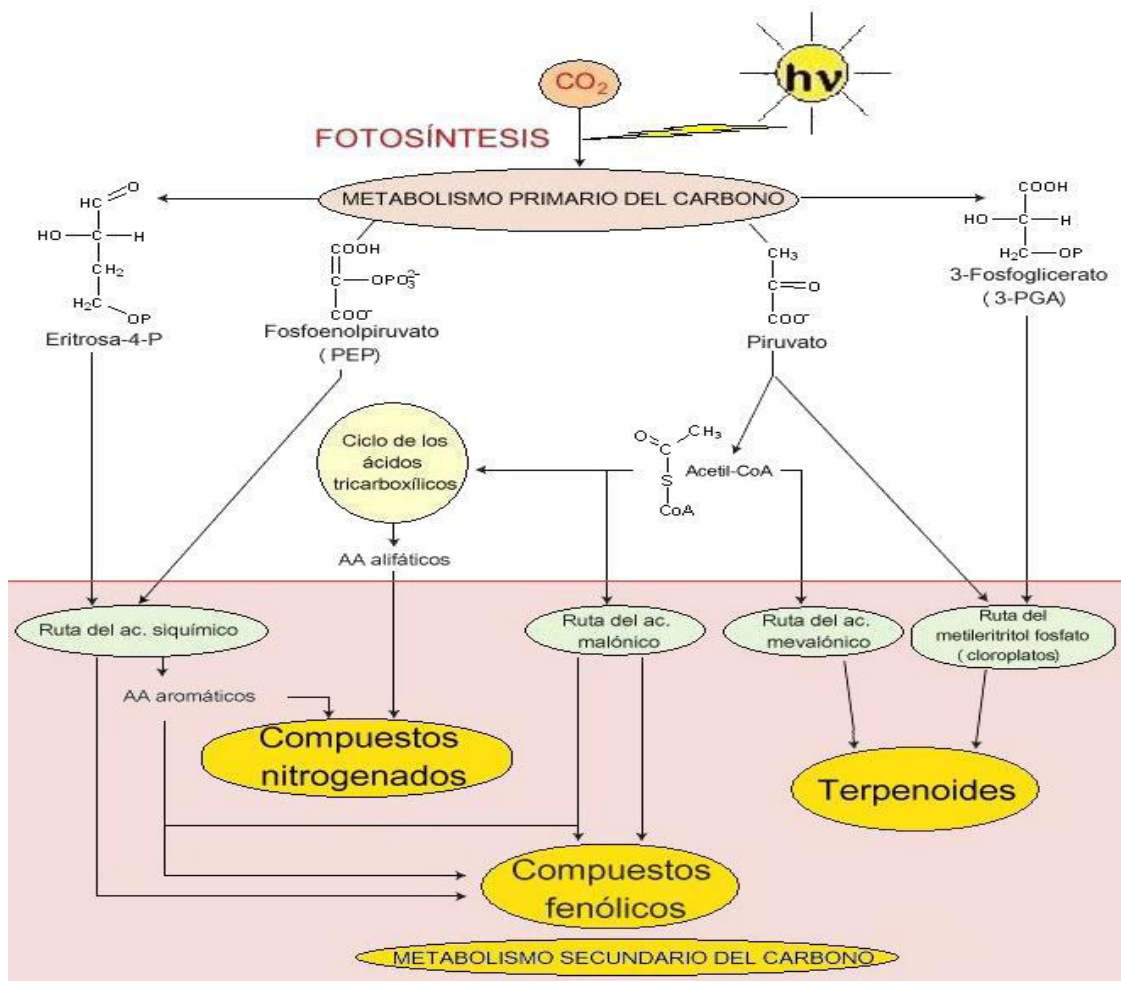 CO₂
hν
FOTOSÍNTESIS
METABOLISMO PRIMARIO DEL CARBONO
HC
O
HO
C
H
CH₂
H₂C
OP
Eritrosa-4-P
COOH
OPO₃²⁻
COO⁻
Fosfoenolpiruvato
( PEP)
CH₃
O
COO⁻
Piruvato
COOH
HO
C
H
H₂C
OP
3-Fosfoglicerato
( 3-PGA)
Ciclo de los
ácidos
tricarboxílicos
O
CH₃
C
S
CoA
Acetil-CoA
AA alifáticos
Ruta del ac. siquímico
Ruta del ac.
malónico
Ruta del ac.
mevalónico
Ruta del
metileritritol fosfato
( cloroplatos)
AA aromáticos
Compuestos
nitrogenados
Terpenoides
Compuestos
fenólicos
METABOLISMO SECUNDARIO DEL CARBONO